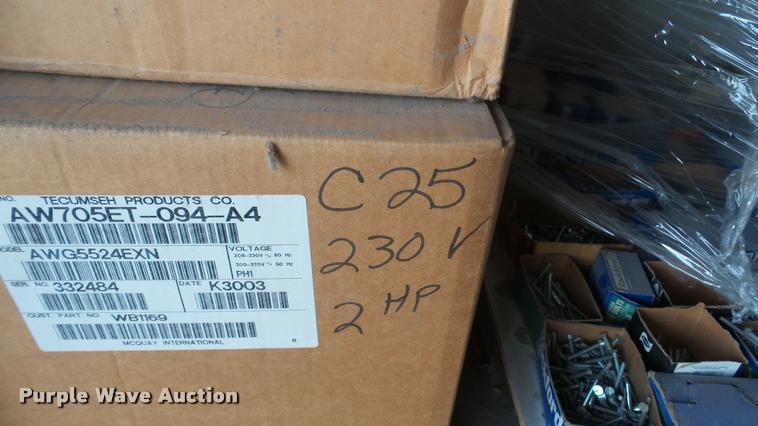 NO. TECUMSEH PRODUCTS CO.
AW705ET-094-A4
MODEL AWG5524EXN
VOLTAGE
208-230V~ 60 Hz
200-220V~ 50 Hz
PH1
SER. NO. 332484
DATE K3003
CUST. PART NO. WB1169
MCQUAY INTERNATIONAL
C25
230 V
2 HP
Purple Wave Auction